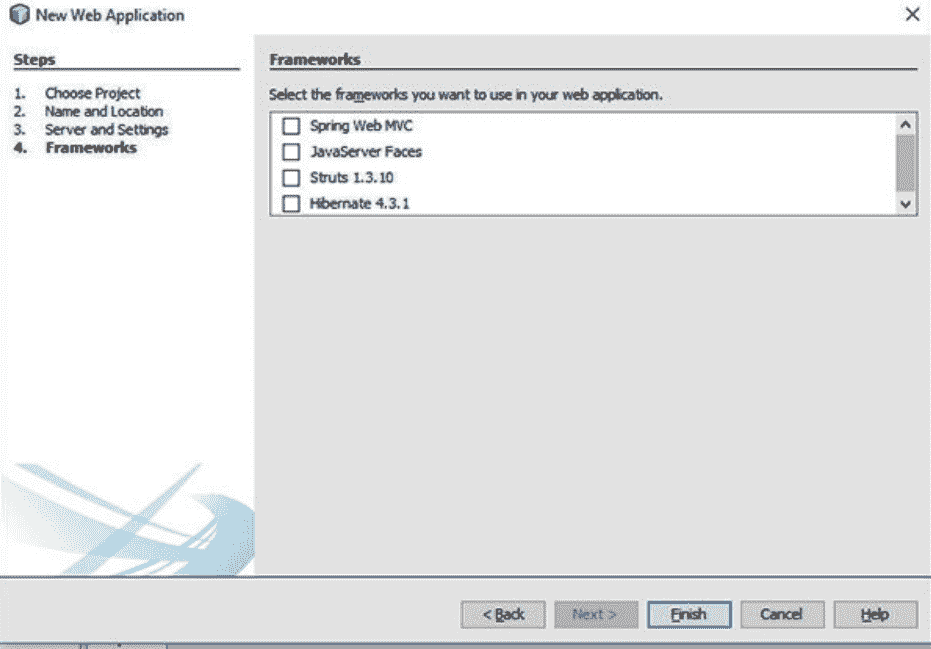 New Web Application
Steps
1. Choose Project
2. Name and Location
3. Server and Settings
4. Frameworks
Frameworks
Select the frameworks you want to use in your web application.
Spring Web MVC
JavaServer Faces
Struts 1.3.10
Hibernate 4.3.1
< Back Next > Finish Cancel Help